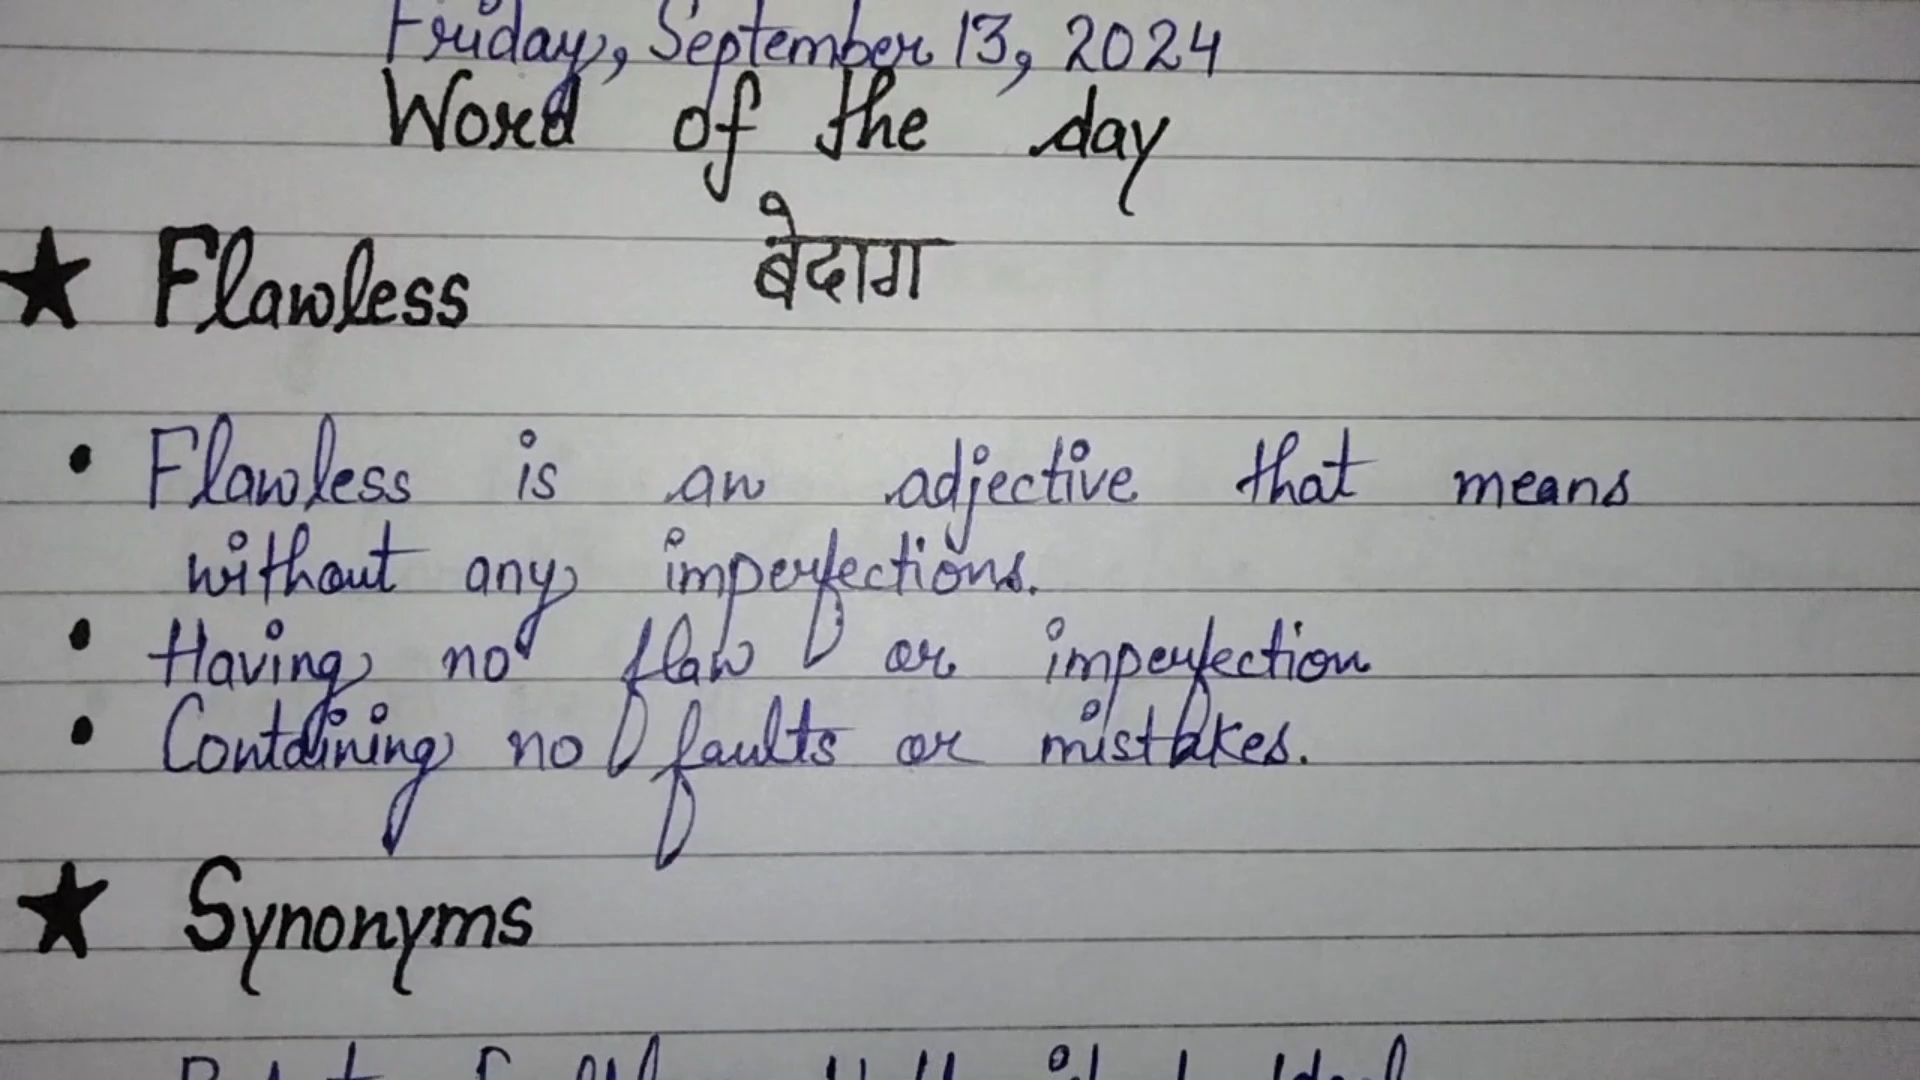 Friday, September 13, 2024
Word of the day
★ Flawless बेदाग
• Flawless is an adjective that means
without any imperfections.
• Having no flaw or imperfection
• Containing no faults or mistakes.
★ Synonyms